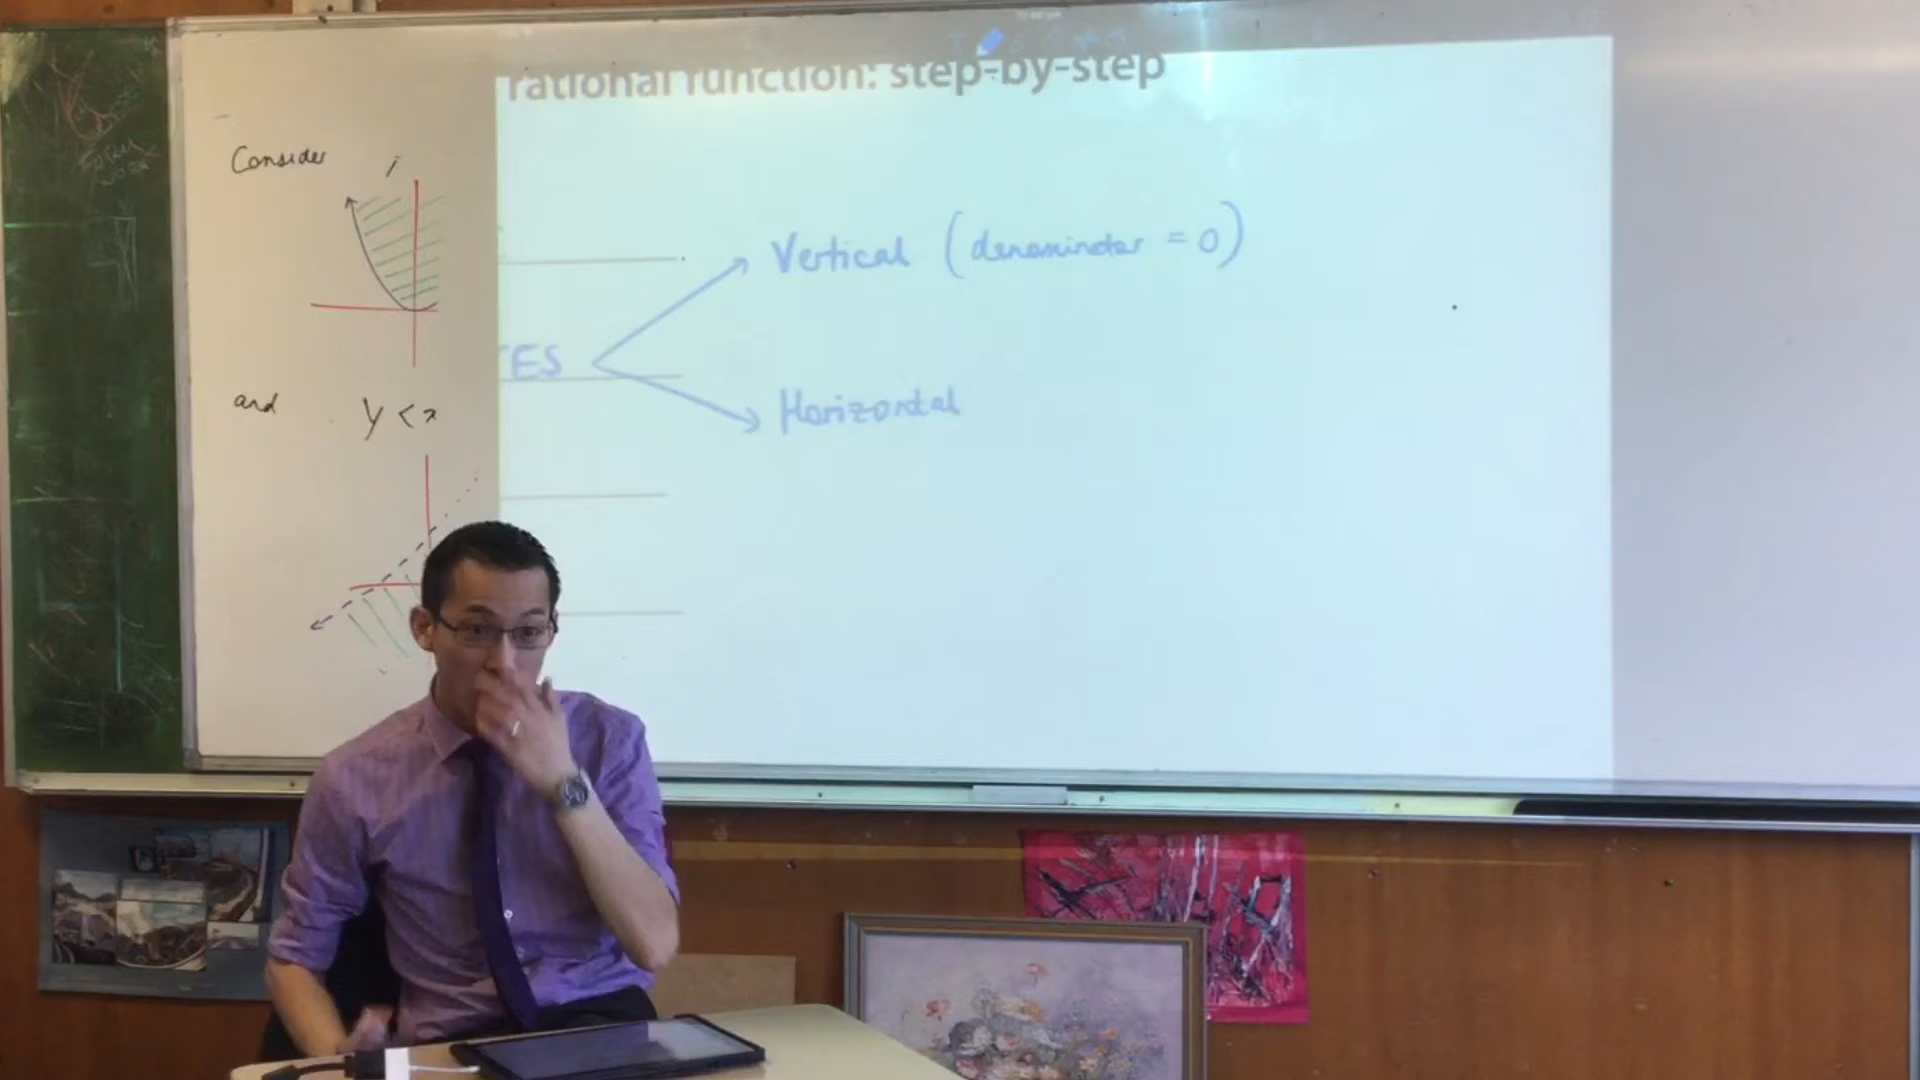 rational function: step-by-step
Consider
Vertical (denominator = 0)
TES
Horizontal
and y < x